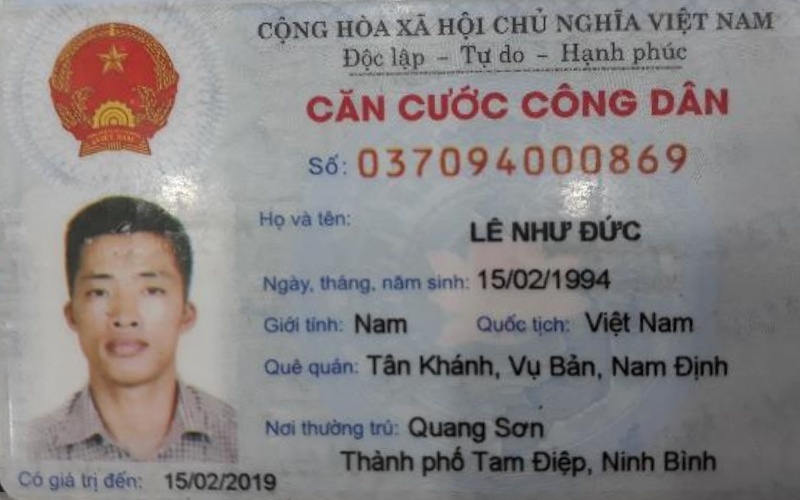 CỘNG HÒA XÃ HỘI CHỦ NGHĨA VIỆT NAM
Độc lập – Tự do – Hạnh phúc
CĂN CƯỚC CÔNG DÂN
Số: 037094000869
Họ và tên: LÊ NHƯ ĐỨC
Ngày, tháng, năm sinh: 15/02/1994
Giới tính: Nam Quốc tịch: Việt Nam
Quê quán: Tân Khánh, Vụ Bản, Nam Định
Nơi thường trú: Quang Sơn
Thành phố Tam Điệp, Ninh Bình
Có giá trị đến: 15/02/2019